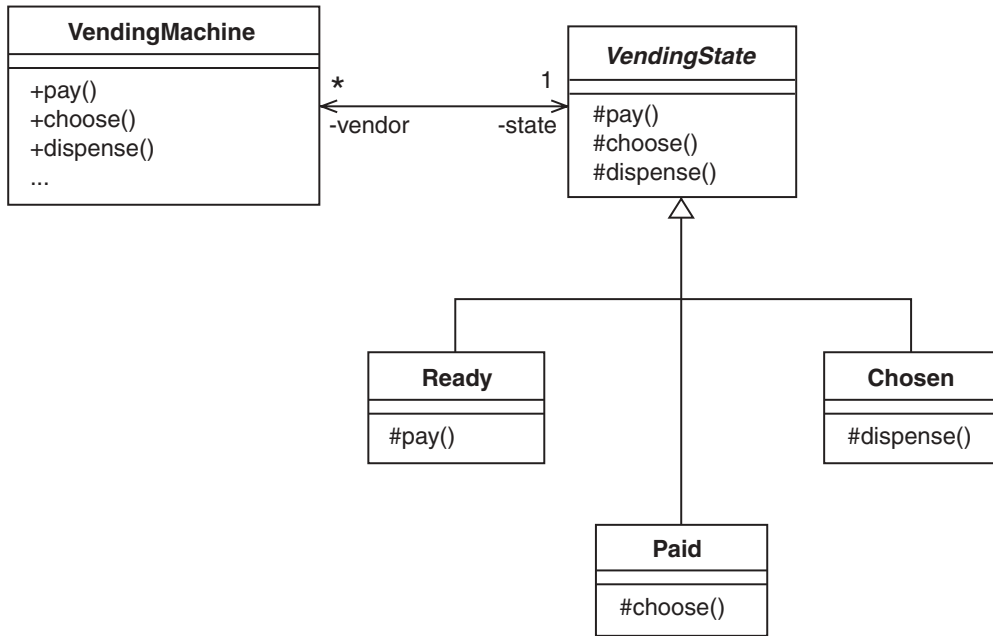 VendingMachine
+pay()
+choose()
+dispense()
...
*
-vendor
1
-state
VendingState
#pay()
#choose()
#dispense()
Ready
#pay()
Chosen
#dispense()
Paid
#choose()